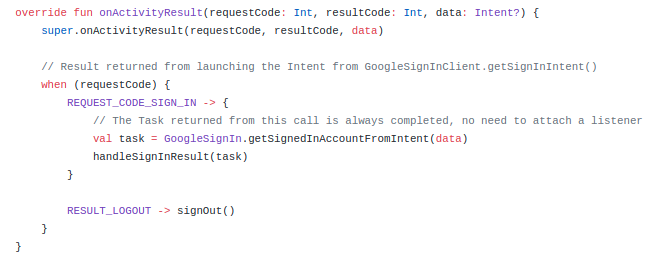 override fun onActivityResult(requestCode: Int, resultCode: Int, data: Intent?) {
super.onActivityResult(requestCode, resultCode, data)
// Result returned from launching the Intent from GoogleSignInClient.getSignInIntent()
when (requestCode) {
REQUEST_CODE_SIGN_IN -> {
// The Task returned from this call is always completed, no need to attach a listener
val task = GoogleSignIn.getSignedInAccountFromIntent(data)
handleSignInResult(task)
}
RESULT_LOGOUT -> signOut()
}
}